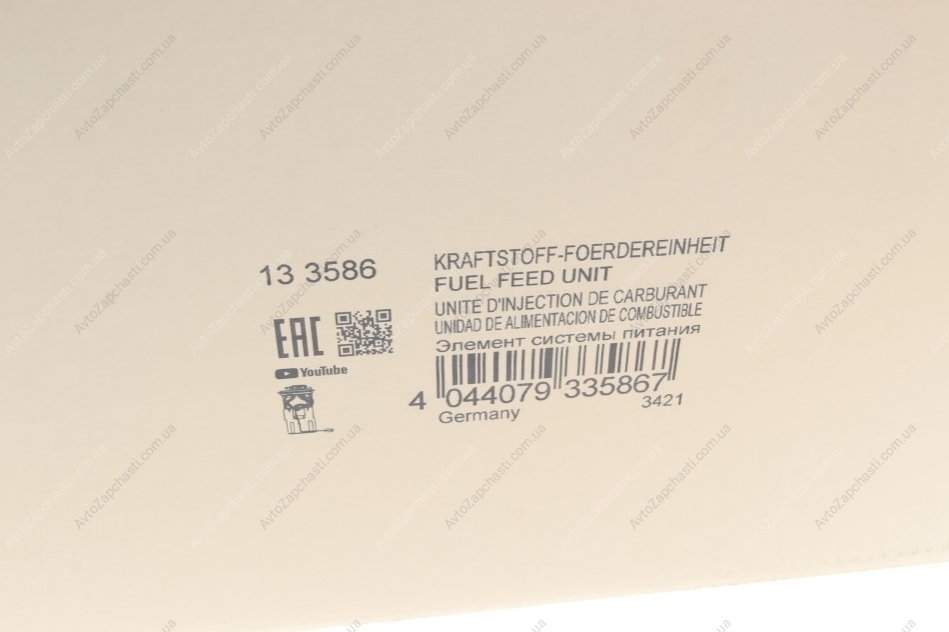 13 3586
KRAFTSTOFF-FOERDEREINHEIT
FUEL FEED UNIT
UNITE D'INJECTION DE CARBURANT
UNIDAD DE ALIMENTACION DE COMBUSTIBLE
Элемент системы питания
EAC
YouTube
4 044079 335867
Germany
3421
AvtoZapchasti.com.ua